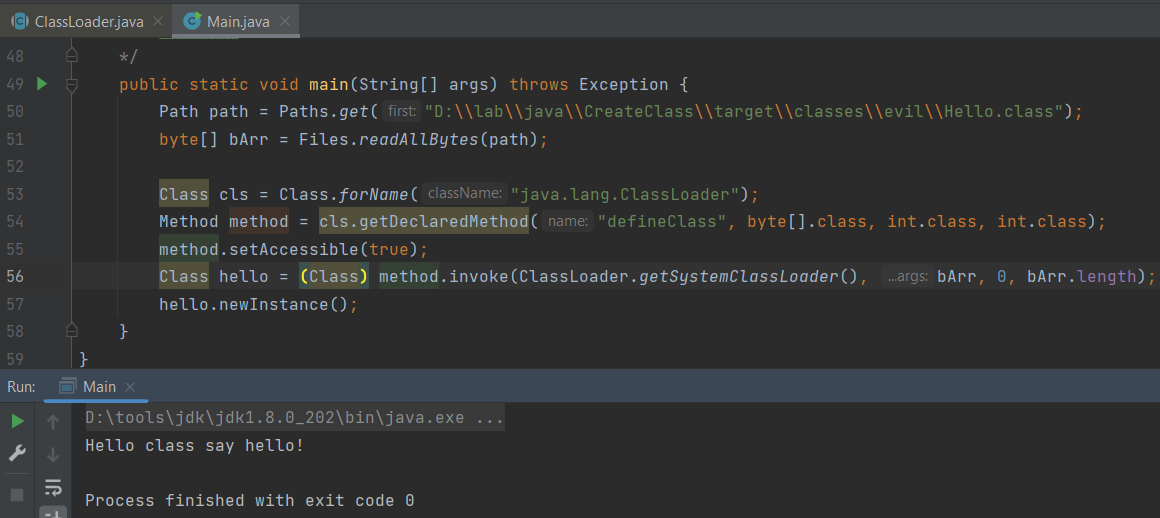 ClassLoader.java × Main.java ×
48 */
49 public static void main(String[] args) throws Exception {
50 Path path = Paths.get( first: "D:\\lab\\java\\CreateClass\\target\\classes\\evil\\Hello.class");
51 byte[] bArr = Files.readAllBytes(path);
52
53 Class cls = Class.forName( className: "java.lang.ClassLoader");
54 Method method = cls.getDeclaredMethod( name: "defineClass", byte[].class, int.class, int.class);
55 method.setAccessible(true);
56 Class hello = (Class) method.invoke(ClassLoader.getSystemClassLoader(), ...args: bArr, 0, bArr.length);
57 hello.newInstance();
58 }
59 }
Run: Main ×
D:\tools\jdk\jdk1.8.0_202\bin\java.exe ...
Hello class say hello!
Process finished with exit code 0